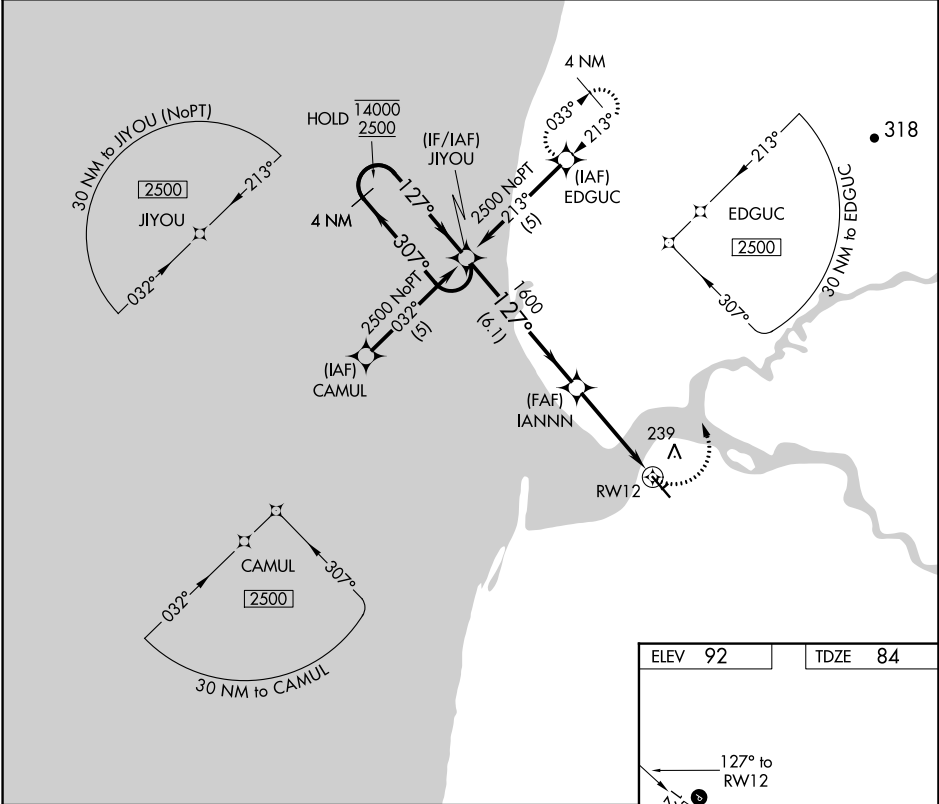 30 NM to JIYOU (NoPT)
2500
JIYOU
213°
032°
HOLD
14000
2500
4 NM
127°
307°
(IF/IAF)
JIYOU
4 NM
033°
213°
(IAF)
EDGUC
2500 NoPT
213°
(5)
2500 NoPT
032°
(5)
(IAF)
CAMUL
1600
127°
(6.1)
(FAF)
IANNN
239
RW12
318
213°
EDGUC
2500
307°
30 NM to EDGUC
CAMUL
2500
032°
307°
30 NM to CAMUL
ELEV 92
TDZE 84
127° to
RW12
P